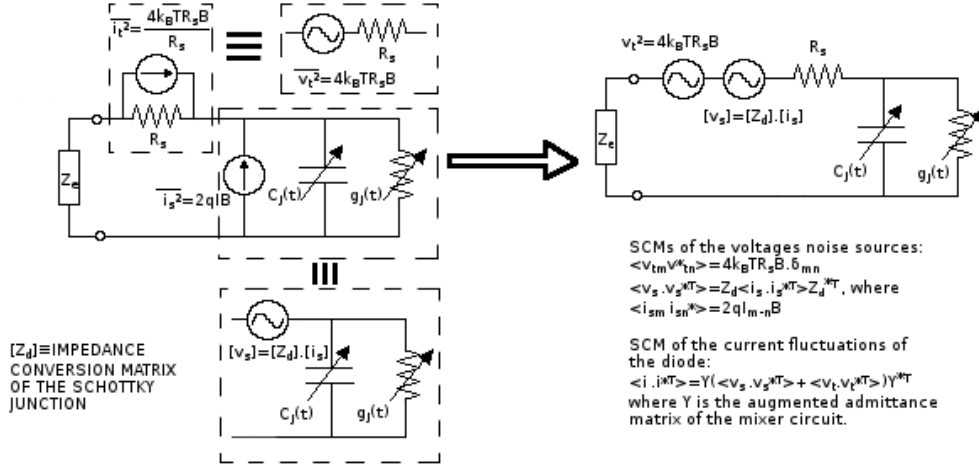 i_t²=4k_BTR_sB/R_s
R_s
v_t²=4k_BTR_sB
R_s
Z_e
i_s²=2qIB
C_J(t)
g_J(t)
[v_s]=[Z_d].[i_s]
C_J(t)
g_J(t)
[Z_d]≡IMPEDANCE
CONVERSION MATRIX
OF THE SCHOTTKY
JUNCTION
v_t²=4k_BTR_sB
R_s
[v_s]=[Z_d].[i_s]
Z_e
C_J(t)
g_J(t)
SCMs of the voltages noise sources:
<v_tmv*_tn>=4k_BTR_sB.δ_mn
<v_s.v_s*ᵀ>=Z_d<i_s.i_s*ᵀ>Z_d*ᵀ, where
<i_sm i_sn*>=2qI_m-nB
SCM of the current fluctuations of
the diode:
<i.i*ᵀ>=Y(<v_s.v_s*ᵀ>+<v_t.v_t*ᵀ>)Y*ᵀ
where Y is the augmented admittance
matrix of the mixer circuit.